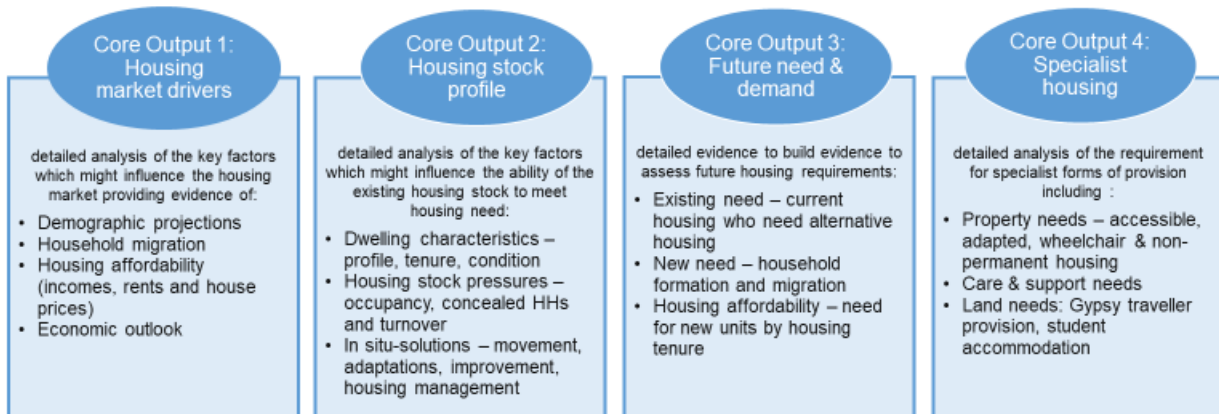 Core Output 1:
Housing
market drivers
detailed analysis of the key factors
which might influence the housing
market providing evidence of:
• Demographic projections
• Household migration
• Housing affordability
(incomes, rents and house
prices)
• Economic outlook
Core Output 2:
Housing stock
profile
detailed analysis of the key factors
which might influence the ability of the
existing housing stock to meet
housing need:
• Dwelling characteristics –
profile, tenure, condition
• Housing stock pressures –
occupancy, concealed HHs
and turnover
• In situ-solutions – movement,
adaptations, improvement,
housing management
Core Output 3:
Future need &
demand
detailed evidence to build evidence to
assess future housing requirements:
• Existing need – current
housing who need alternative
housing
• New need – household
formation and migration
• Housing affordability – need
for new units by housing
tenure
Core Output 4:
Specialist
housing
detailed analysis of the requirement
for specialist forms of provision
including :
• Property needs – accessible,
adapted, wheelchair & non-
permanent housing
• Care & support needs
• Land needs: Gypsy traveller
provision, student
accommodation